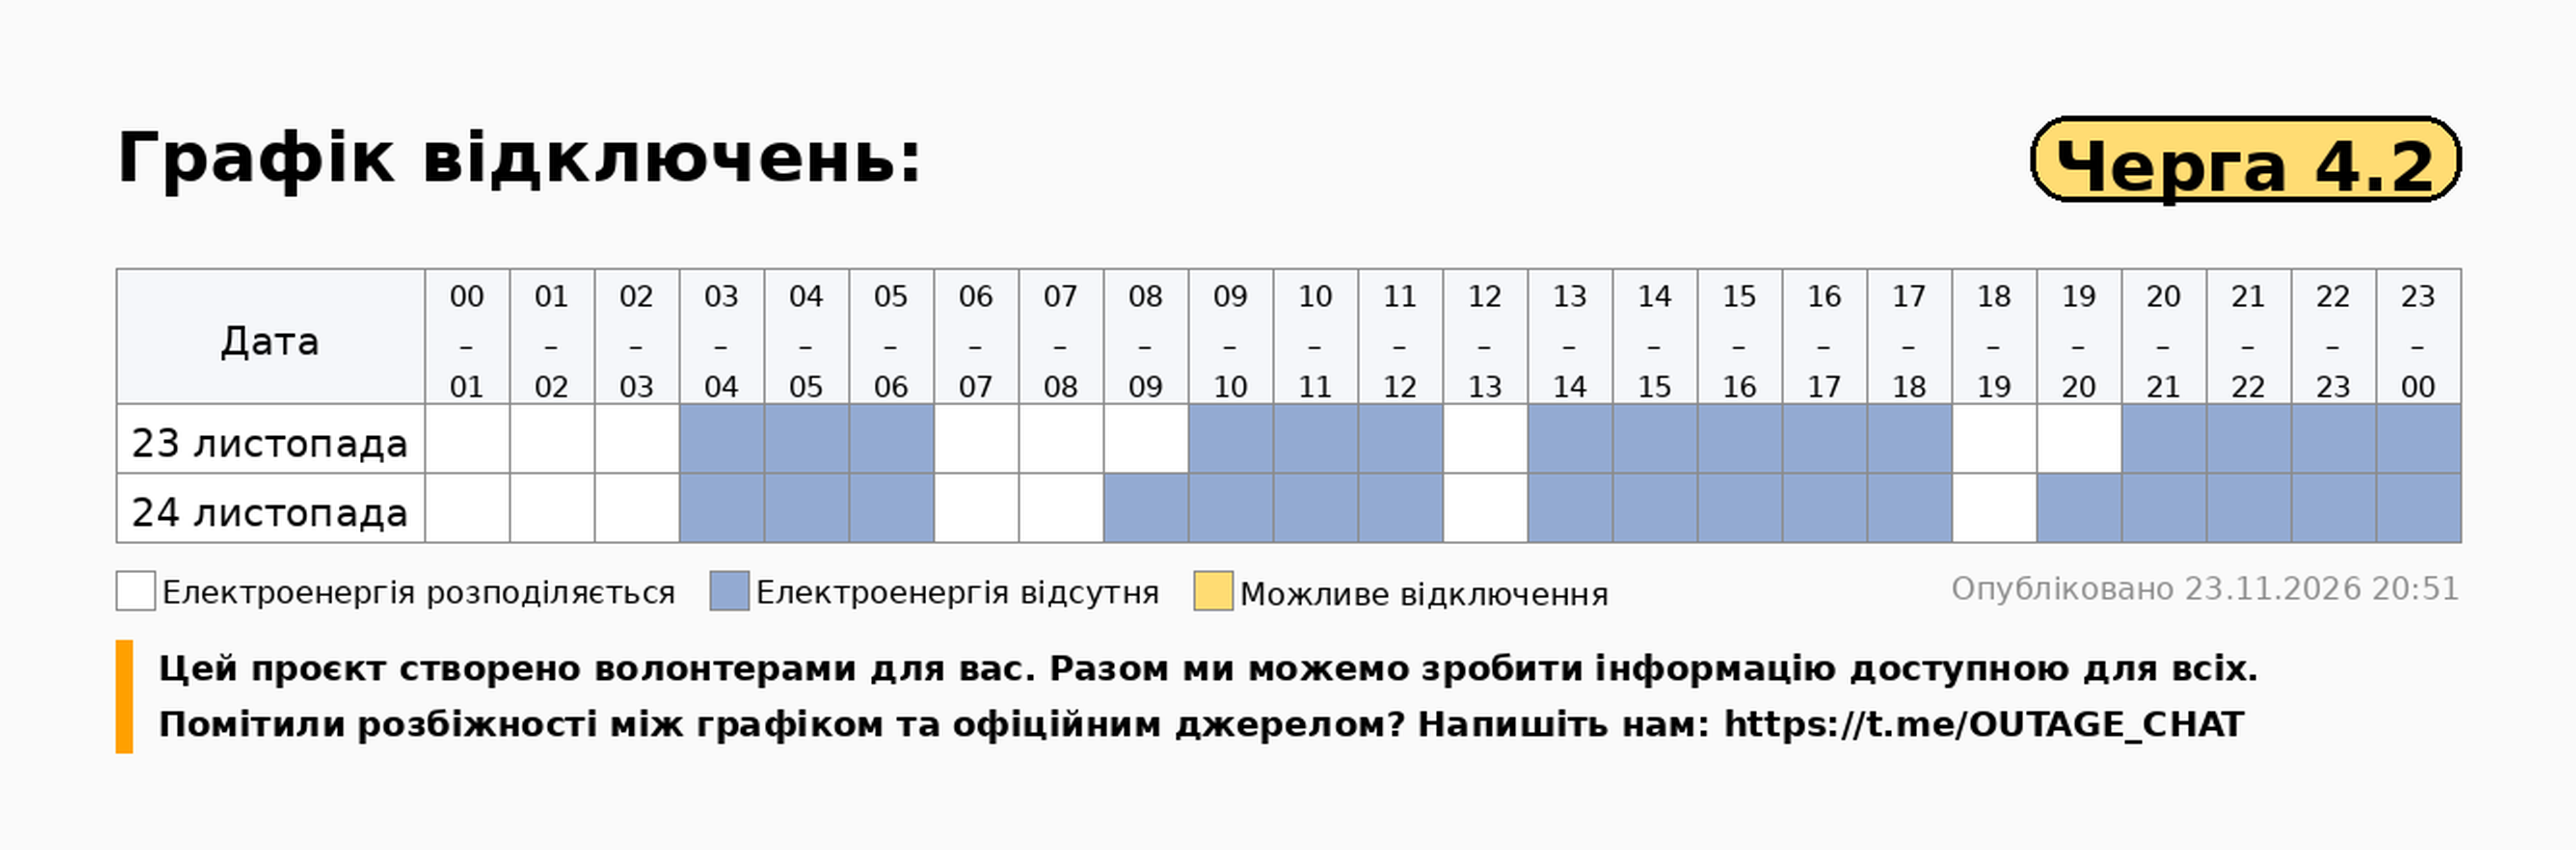 Графік відключень:
Черга 4.2
Дата
00 – 01
01 – 02
02 – 03
03 – 04
04 – 05
05 – 06
06 – 07
07 – 08
08 – 09
09 – 10
10 – 11
11 – 12
12 – 13
13 – 14
14 – 15
15 – 16
16 – 17
17 – 18
18 – 19
19 – 20
20 – 21
21 – 22
22 – 23
23 – 00
23 листопада
24 листопада
Електроенергія розподіляється
Електроенергія відсутня
Можливе відключення
Опубліковано 23.11.2026 20:51
Цей проєкт створено волонтерами для вас. Разом ми можемо зробити інформацію доступною для всіх.
Помітили розбіжності між графіком та офіційним джерелом? Напишіть нам: https://t.me/OUTAGE_CHAT